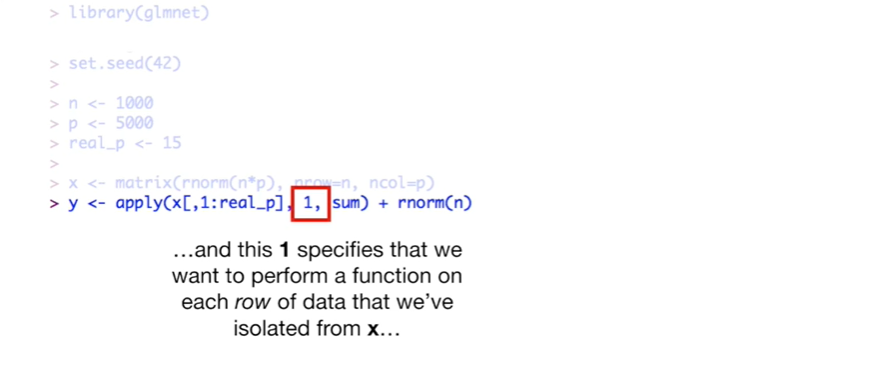 > library(glmnet)
> set.seed(42)
>
> n <- 1000
> p <- 5000
> real_p <- 15
>
> x <- matrix(rnorm(n*p), nrow=n, ncol=p)
> y <- apply(x[,1:real_p], 1, sum) + rnorm(n)
…and this 1 specifies that we
want to perform a function on
each row of data that we’ve
isolated from x…